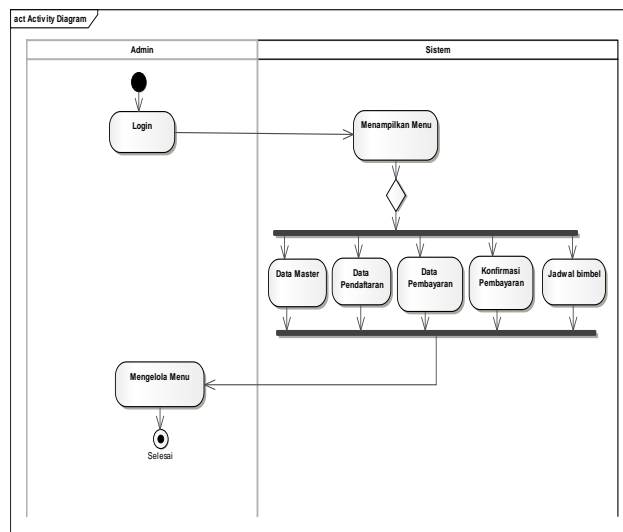 act Activity Diagram
Admin
Sistem
Login
Menampilkan Menu
Data Master
Data
Pendaftaran
Data
Pembayaran
Konfirmasi
Pembayaran
Jadwal bimbel
Mengelola Menu
Selesai